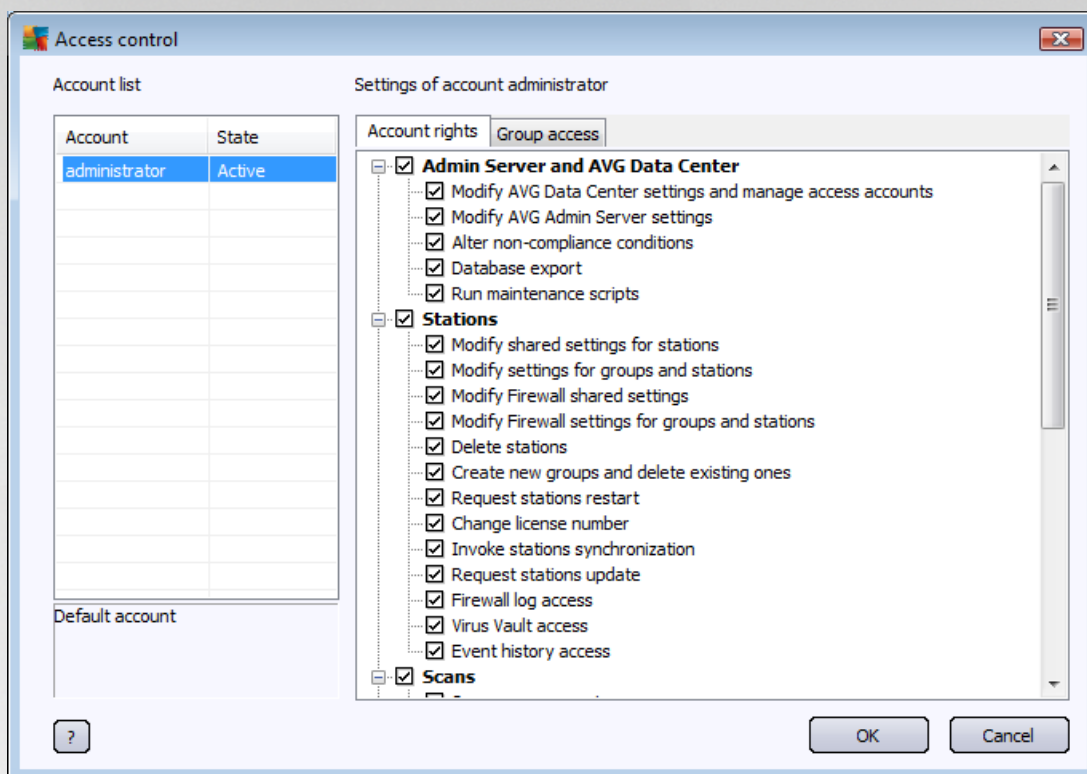 Access control
Account list
Settings of account administrator
Account State
administrator Active
Default account
Account rights Group access
Admin Server and AVG Data Center
Modify AVG Data Center settings and manage access accounts
Modify AVG Admin Server settings
Alter non-compliance conditions
Database export
Run maintenance scripts
Stations
Modify shared settings for stations
Modify settings for groups and stations
Modify Firewall shared settings
Modify Firewall settings for groups and stations
Delete stations
Create new groups and delete existing ones
Request stations restart
Change license number
Invoke stations synchronization
Request stations update
Firewall log access
Virus Vault access
Event history access
Scans
?
OK
Cancel